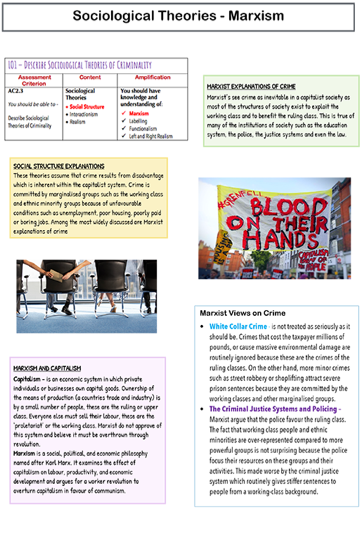 Sociological Theories - Marxism
LO1 – DESCRIBE SOCIOLOGICAL THEORIES OF CRIMINALITY
Assessment
Criterion
Content
Amplification
AC2.3
You should be able to -
Describe Sociological
Theories of Criminality
Sociological
Theories
• Social Structure
• Interactionism
• Realism
You should have
knowledge and
understanding of:
✓ Marxism
✓ Labelling
✓ Functionalism
✓ Left and Right Realism
MARXIST EXPLANATIONS OF CRIME
Marxist's see crime as inevitable in a capitalist society as
most of the structures of society exist to exploit the
working class and to benefit the ruling class. This is true of
many of the institutions of society such as the education
system, the police, the justice systems and even the law.
SOCIAL STRUCTURE EXPLANATIONS
These theories assume that crime results from disadvantage
which is inherent within the capitalist system. Crime is
committed by marginalised groups such as the working class
and ethnic minority groups because of unfavourable
conditions such as unemployment, poor housing, poorly paid
or boring jobs. Among the most widely discussed are Marxist
explanations of crime
BLOOD
ON THEIR
HANDS
MARXISM AND CAPITALISM
Capitalism – is an economic system in which private
individuals or businesses own capital goods. Ownership of
the means of production (a countries trade and industry) is
by a small number of people, these are the ruling or upper
class. Everyone else must sell their labour, these are the
'proletariat' or the working class. Marxist do not approve of
this system and believe it must be overthrown through
revolution.
Marxism is a social, political, and economic philosophy
named after Karl Marx. It examines the effect of
capitalism on labour, productivity, and economic
development and argues for a worker revolution to
overturn capitalism in favour of communism.
Marxist Views on Crime
• White Collar Crime - is not treated as seriously as it
should be. Crimes that cost the taxpayer millions of
pounds, or cause massive environmental damage are
routinely ignored because these are the crimes of the
ruling classes. On the other hand, more minor crimes
such as street robbery or shoplifting attract severe
prison sentences because they are committed by the
working classes and other marginalised groups.
• The Criminal Justice Systems and Policing –
Marxist argue that the police favour the ruling class.
The fact that working class people and ethnic
minorities are over-represented compared to more
powerful groups is not surprising because the police
focus their resources on these groups and their
activities. This made worse by the criminal justice
system which routinely gives stiffer sentences to
people from a working-class background.